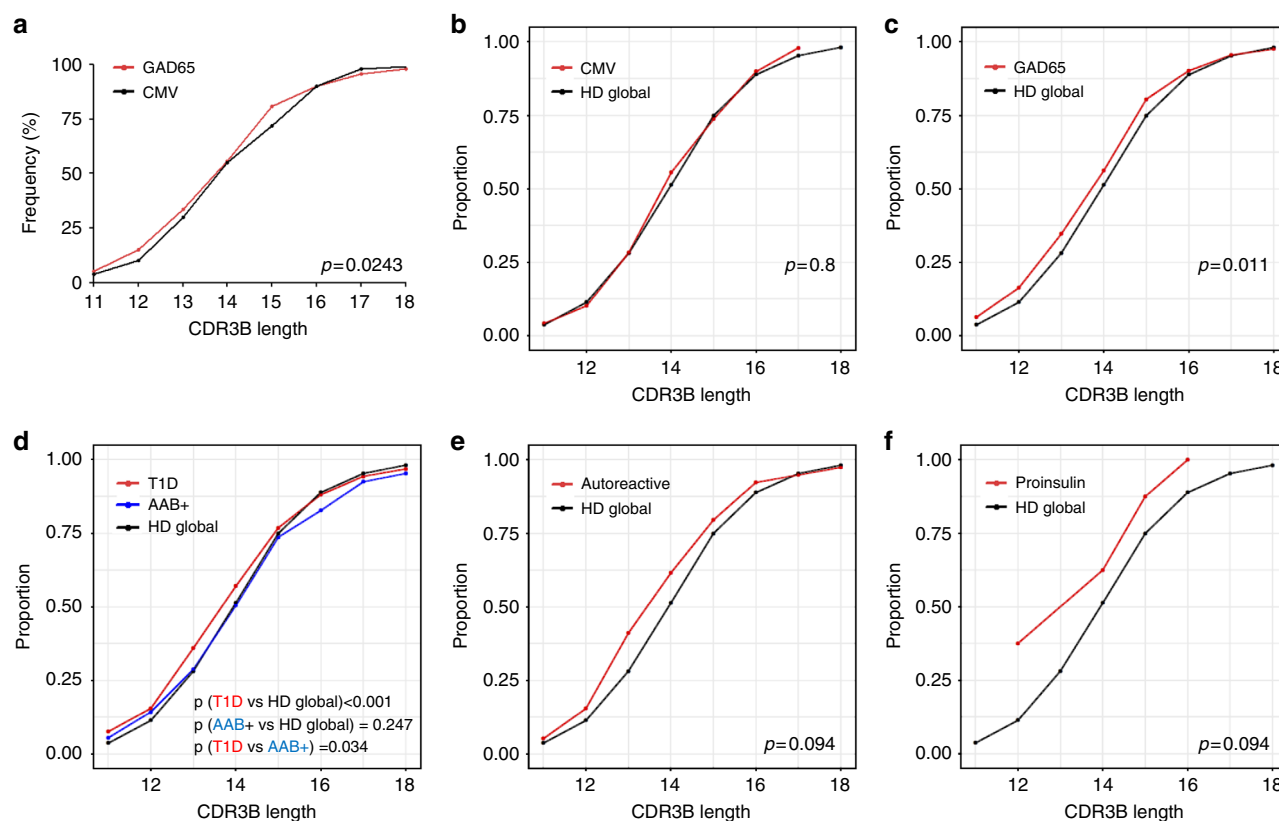 a
100
75
50
25
0
Frequency (%)
GAD65
CMV
p=0.0243
11 12 13 14 15 16 17 18
CDR3B length
b
1.00
0.75
0.50
0.25
0.00
Proportion
CMV
HD global
p=0.8
12 14 16 18
CDR3B length
c
1.00
0.75
0.50
0.25
0.00
Proportion
GAD65
HD global
p=0.011
12 14 16 18
CDR3B length
d
1.00
0.75
0.50
0.25
0.00
Proportion
T1D
AAB+
HD global
p (T1D vs HD global)<0.001
p (AAB+ vs HD global) = 0.247
p (T1D vs AAB+) =0.034
12 14 16 18
CDR3B length
e
1.00
0.75
0.50
0.25
0.00
Proportion
Autoreactive
HD global
p=0.094
12 14 16 18
CDR3B length
f
1.00
0.75
0.50
0.25
0.00
Proportion
Proinsulin
HD global
p=0.094
12 14 16 18
CDR3B length